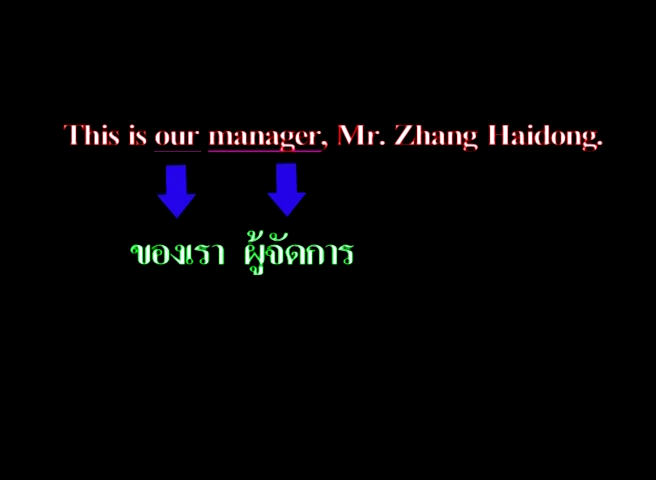 This is our manager, Mr. Zhang Haidong.
ของเรา ผู้จัดการ